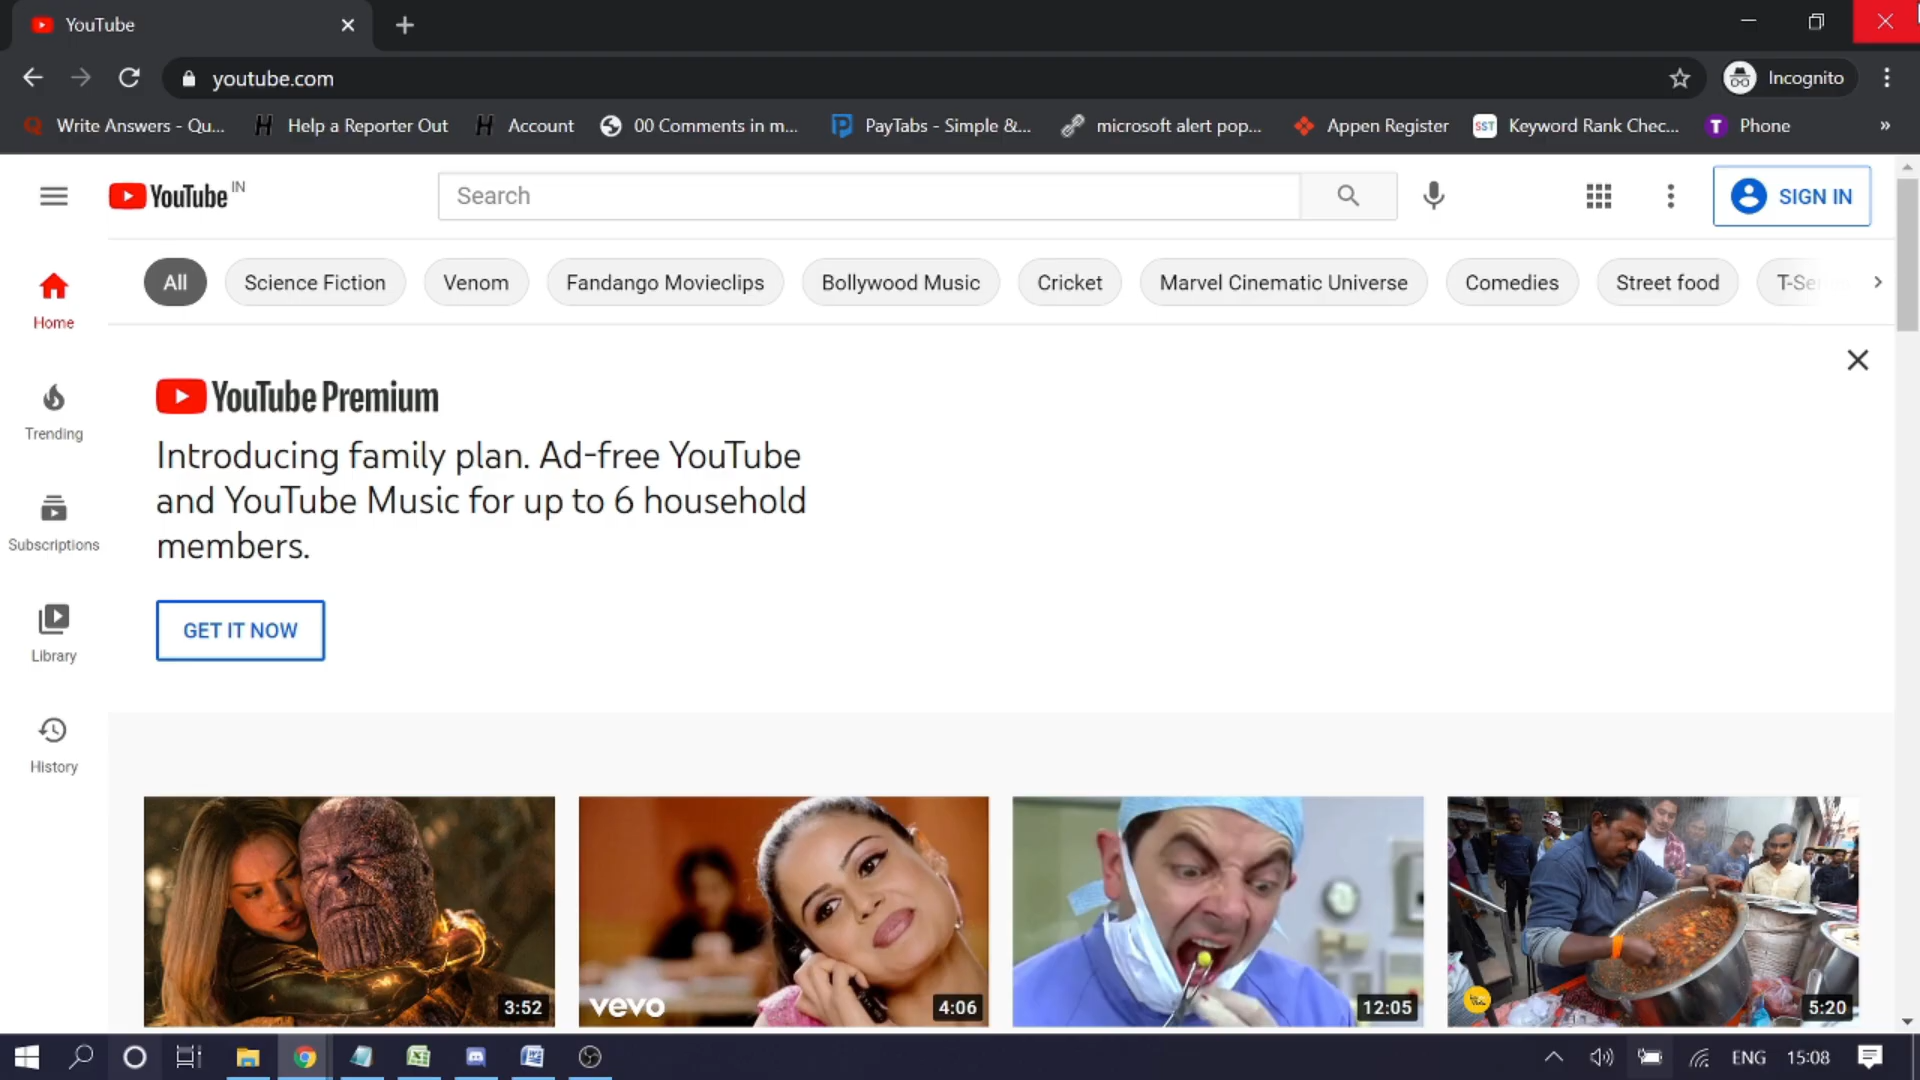 YouTube
youtube.com
Incognito
Write Answers - Qu...
Help a Reporter Out
Account
00 Comments in m...
PayTabs - Simple &...
microsoft alert pop...
Appen Register
SST
Keyword Rank Chec...
T
Phone
»
YouTube IN
Search
SIGN IN
All
Science Fiction
Venom
Fandango Movieclips
Bollywood Music
Cricket
Marvel Cinematic Universe
Comedies
Street food
T-Se
Home
Trending
Subscriptions
Library
History
YouTube Premium
Introducing family plan. Ad-free YouTube
and YouTube Music for up to 6 household
members.
GET IT NOW
3:52
vevo
4:06
12:05
5:20
ENG
15:08